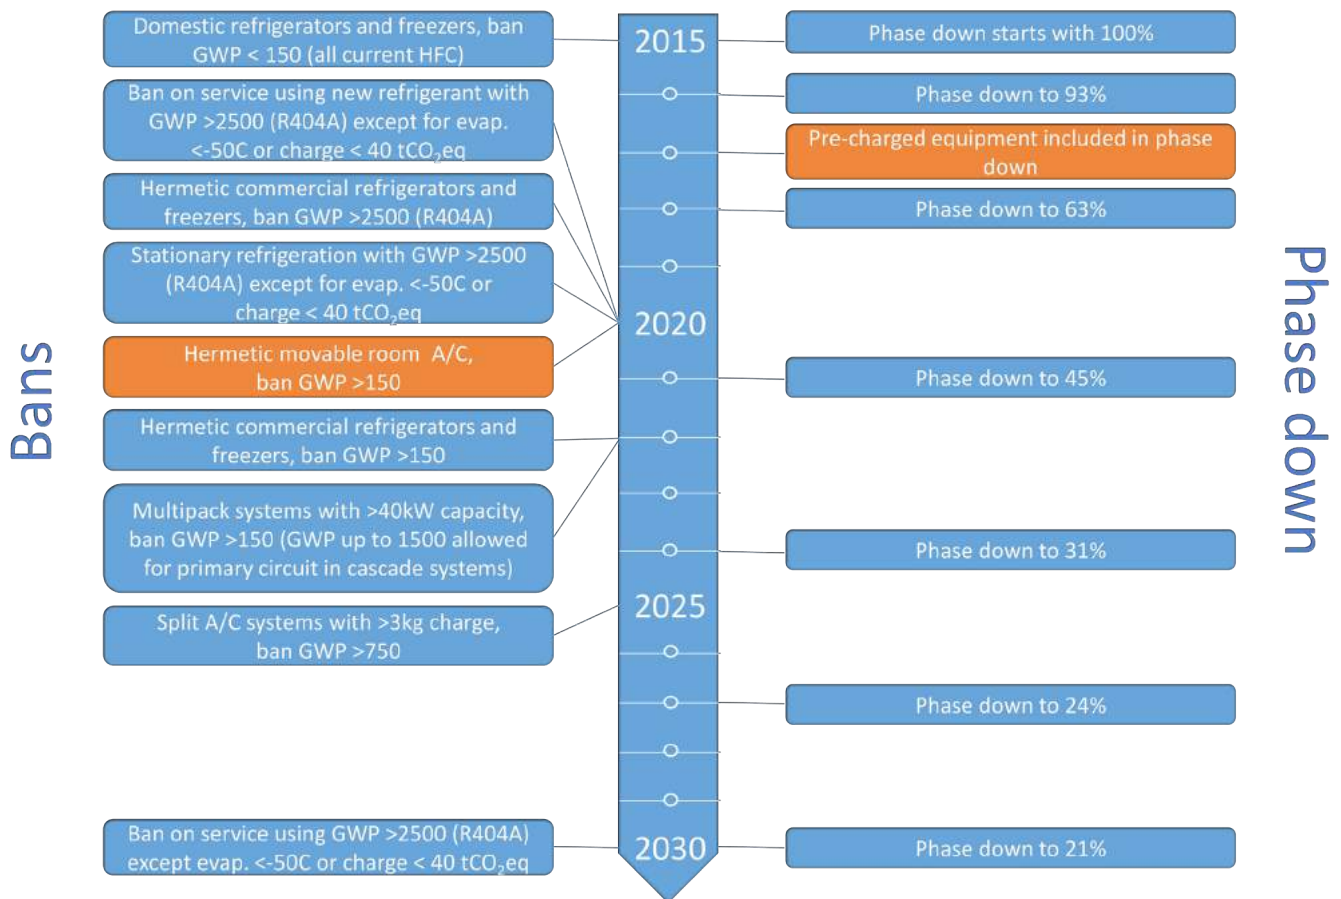 Bans
Domestic refrigerators and freezers, ban
GWP < 150 (all current HFC)
Ban on service using new refrigerant with
GWP >2500 (R404A) except for evap.
<-50C or charge < 40 tCO₂eq
Hermetic commercial refrigerators and
freezers, ban GWP >2500 (R404A)
Stationary refrigeration with GWP >2500
(R404A) except for evap. <-50C or
charge < 40 tCO₂eq
Hermetic movable room A/C,
ban GWP >150
Hermetic commercial refrigerators and
freezers, ban GWP >150
Multipack systems with >40kW capacity,
ban GWP >150 (GWP up to 1500 allowed
for primary circuit in cascade systems)
Split A/C systems with >3kg charge,
ban GWP >750
Ban on service using GWP >2500 (R404A)
except evap. <-50C or charge < 40 tCO₂eq
2015
2020
2025
2030
Phase down starts with 100%
Phase down to 93%
Pre-charged equipment included in phase
down
Phase down to 63%
Phase down to 45%
Phase down to 31%
Phase down to 24%
Phase down to 21%
Phase down